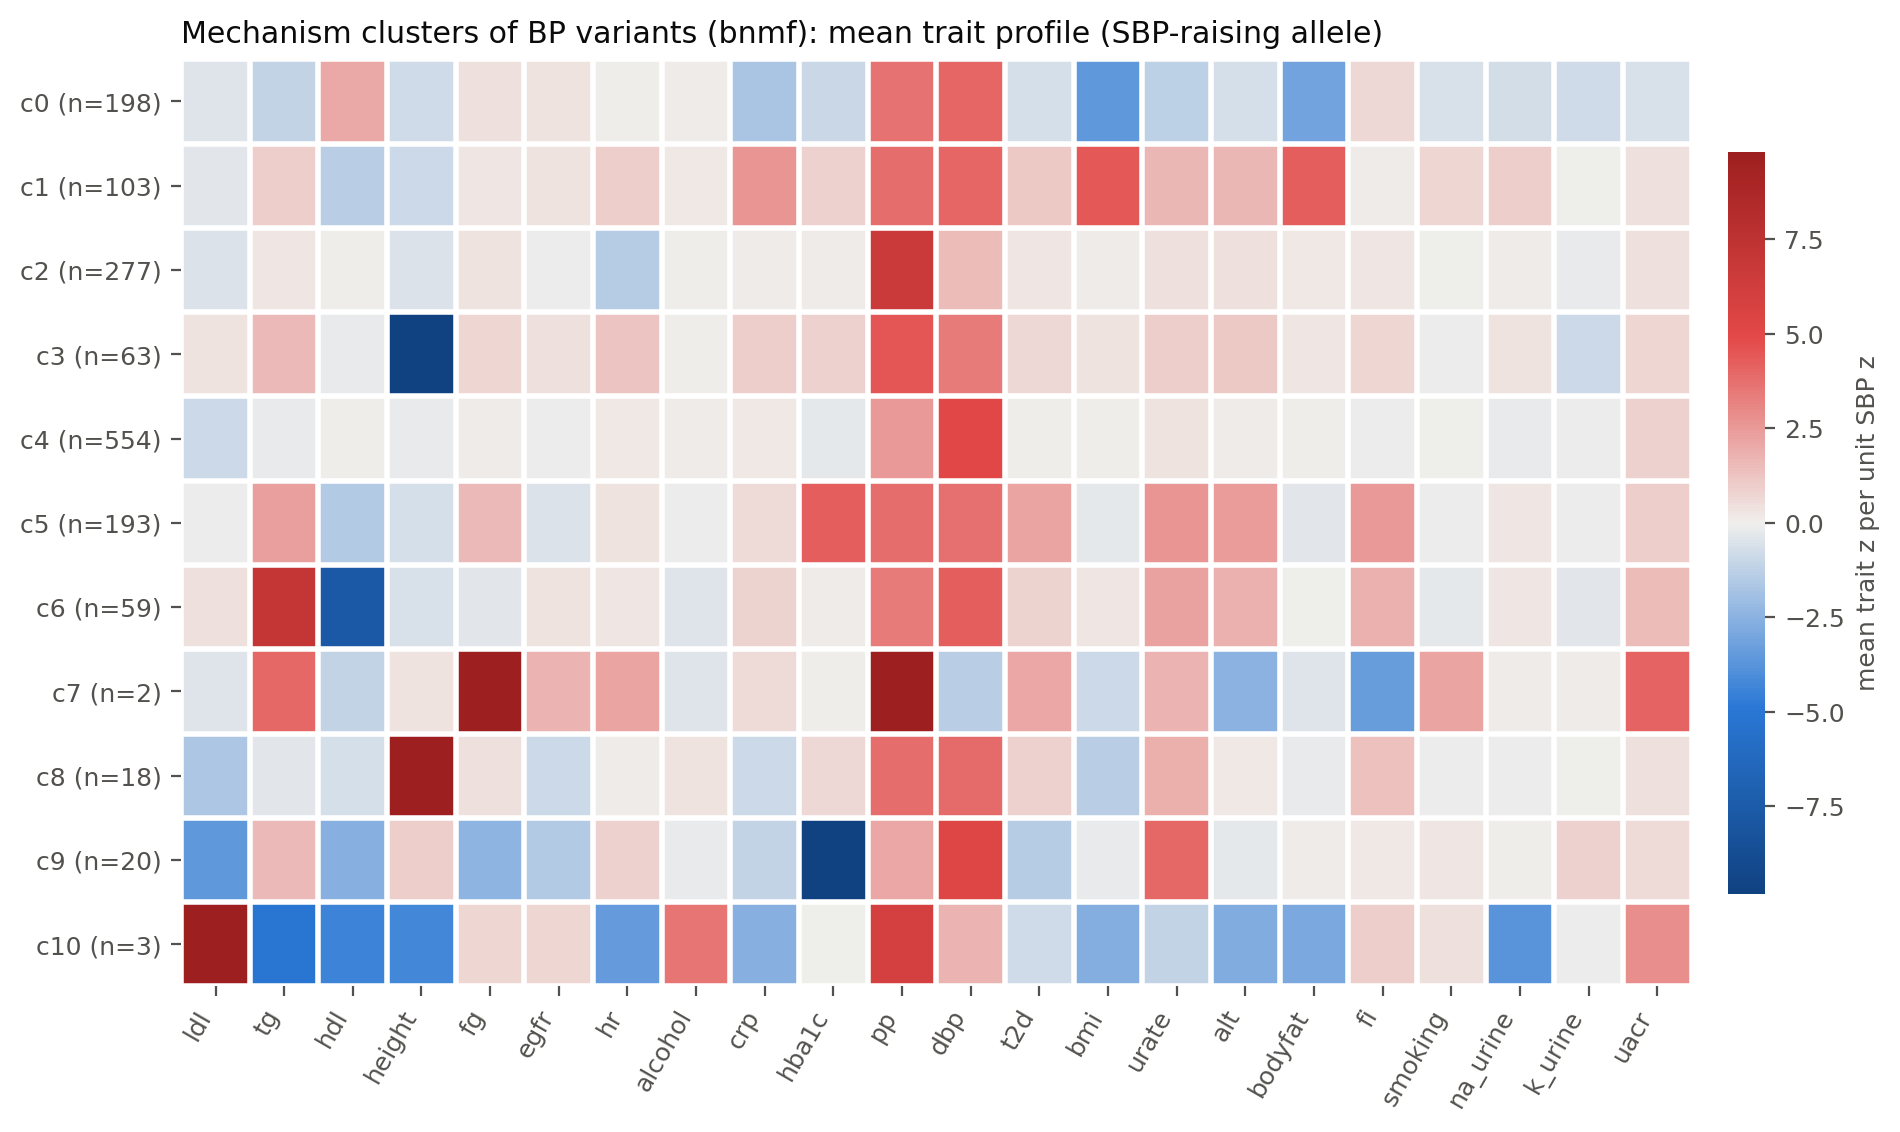 Mechanism clusters of BP variants (bnmf): mean trait profile (SBP-raising allele)
c0 (n=198)
c1 (n=103)
c2 (n=277)
c3 (n=63)
c4 (n=554)
c5 (n=193)
c6 (n=59)
c7 (n=2)
c8 (n=18)
c9 (n=20)
c10 (n=3)
ldl
tg
hdl
height
fg
egfr
hr
alcohol
crp
hba1c
pp
dbp
t2d
bmi
urate
alt
bodyfat
fi
smoking
na_urine
k_urine
uacr
7.5
5.0
2.5
0.0
−2.5
−5.0
−7.5
mean trait z per unit SBP z